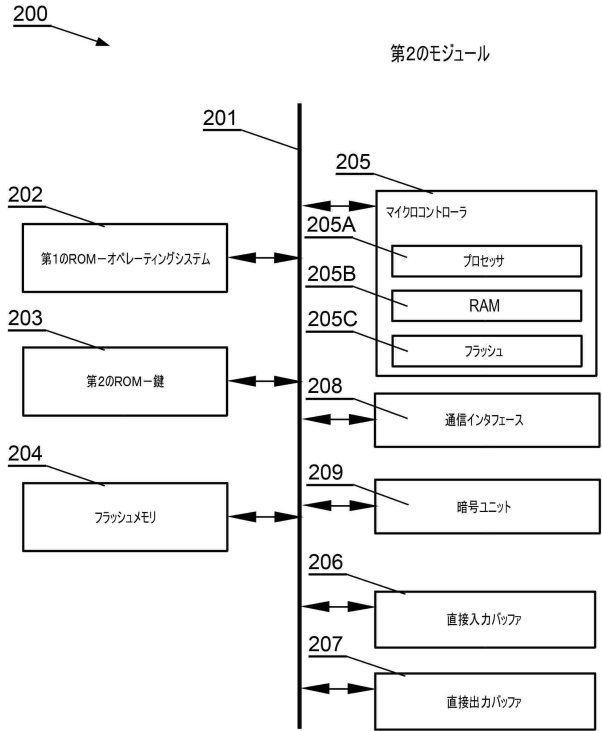 200
第2のモジュール
201
205
マイクロコントローラ
202
205A
第1のROM－オペレーティングシステム
プロセッサ
205B
RAM
203
205C
フラッシュ
第2のROM－鍵
208
通信インタフェース
204
209
フラッシュメモリ
暗号ユニット
206
直接入力バッファ
207
直接出力バッファ